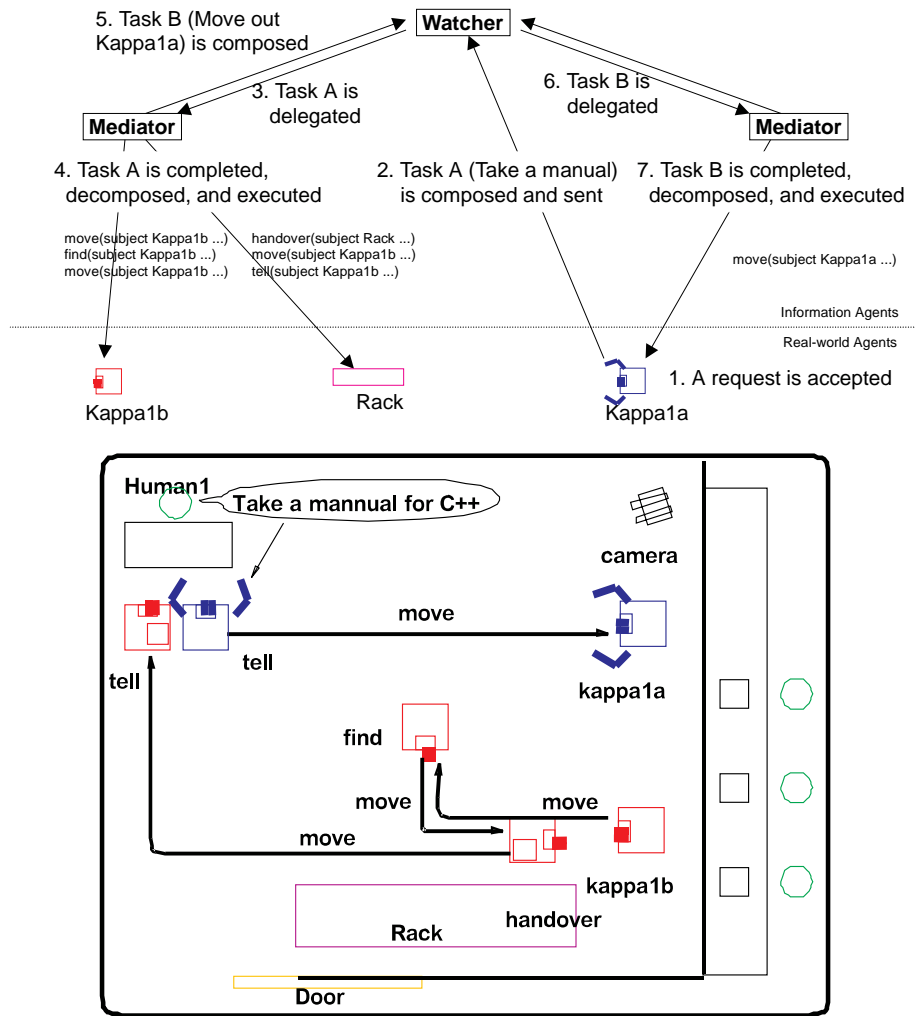 5. Task B (Move out
Kappa1a) is composed
Watcher
3. Task A is
delegated
6. Task B is
delegated
Mediator
Mediator
4. Task A is completed,
decomposed, and executed
2. Task A (Take a manual)
is composed and sent
7. Task B is completed,
decomposed, and executed
move(subject Kappa1b ...)
find(subject Kappa1b ...)
move(subject Kappa1b ...)
handover(subject Rack ...)
move(subject Kappa1b ...)
tell(subject Kappa1b ...)
move(subject Kappa1a ...)
Information Agents
Real-world Agents
1. A request is accepted
Kappa1b
Rack
Kappa1a
Human1
Take a mannual for C++
camera
move
tell
tell
kappa1a
find
move
move
move
kappa1b
handover
Rack
Door